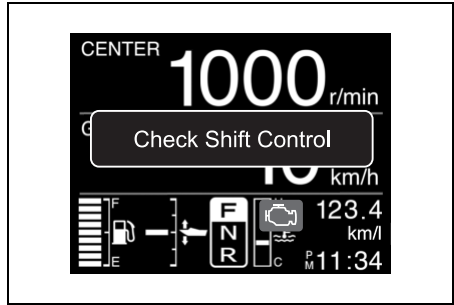 CENTER
1000 r/min
Check Shift Control
km/h
F F 123.4
N km/l
E R C PM 11:34